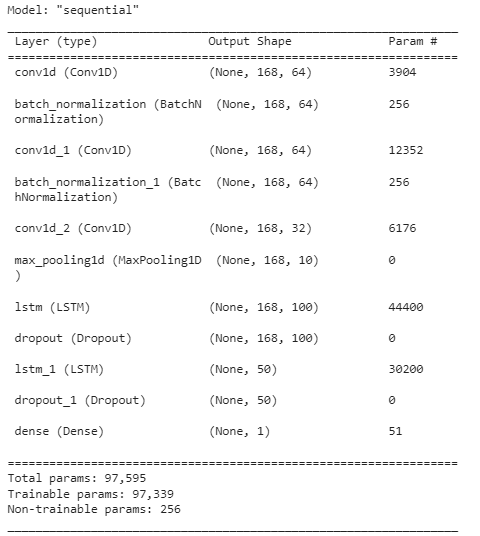 Model: "sequential"
_________________________________________________________________
Layer (type) Output Shape Param #
=================================================================
conv1d (Conv1D) (None, 168, 64) 3904
batch_normalization (BatchN (None, 168, 64) 256
ormalization)
conv1d_1 (Conv1D) (None, 168, 64) 12352
batch_normalization_1 (Batc (None, 168, 64) 256
hNormalization)
conv1d_2 (Conv1D) (None, 168, 32) 6176
max_pooling1d (MaxPooling1D (None, 168, 10) 0
)
lstm (LSTM) (None, 168, 100) 44400
dropout (Dropout) (None, 168, 100) 0
lstm_1 (LSTM) (None, 50) 30200
dropout_1 (Dropout) (None, 50) 0
dense (Dense) (None, 1) 51
=================================================================
Total params: 97,595
Trainable params: 97,339
Non-trainable params: 256
_________________________________________________________________